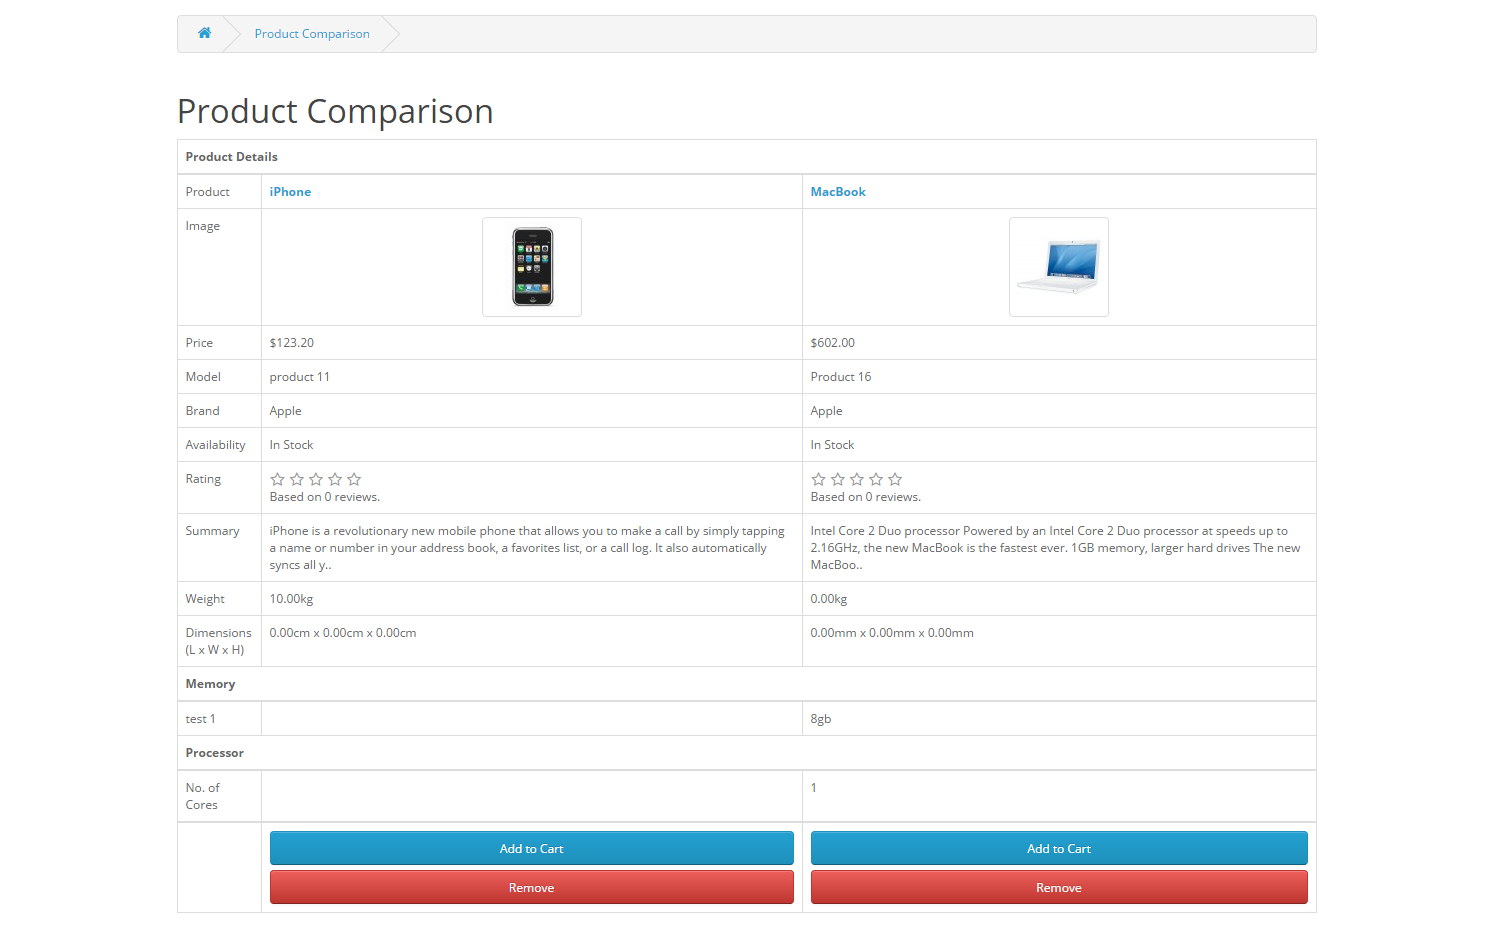 Product Comparison
Product Comparison
Product Details
Product iPhone MacBook
Image
Price $123.20 $602.00
Model product 11 Product 16
Brand Apple Apple
Availability In Stock In Stock
Rating
Based on 0 reviews. Based on 0 reviews.
Summary iPhone is a revolutionary new mobile phone that allows you to make a call by simply tapping
a name or number in your address book, a favorites list, or a call log. It also automatically
syncs all y..
Intel Core 2 Duo processor Powered by an Intel Core 2 Duo processor at speeds up to
2.16GHz, the new MacBook is the fastest ever. 1GB memory, larger hard drives The new
MacBoo..
Weight 10.00kg 0.00kg
Dimensions
(L x W x H)
0.00cm x 0.00cm x 0.00cm 0.00mm x 0.00mm x 0.00mm
Memory
test 1 8gb
Processor
No. of
Cores
1
Add to Cart Add to Cart
Remove Remove